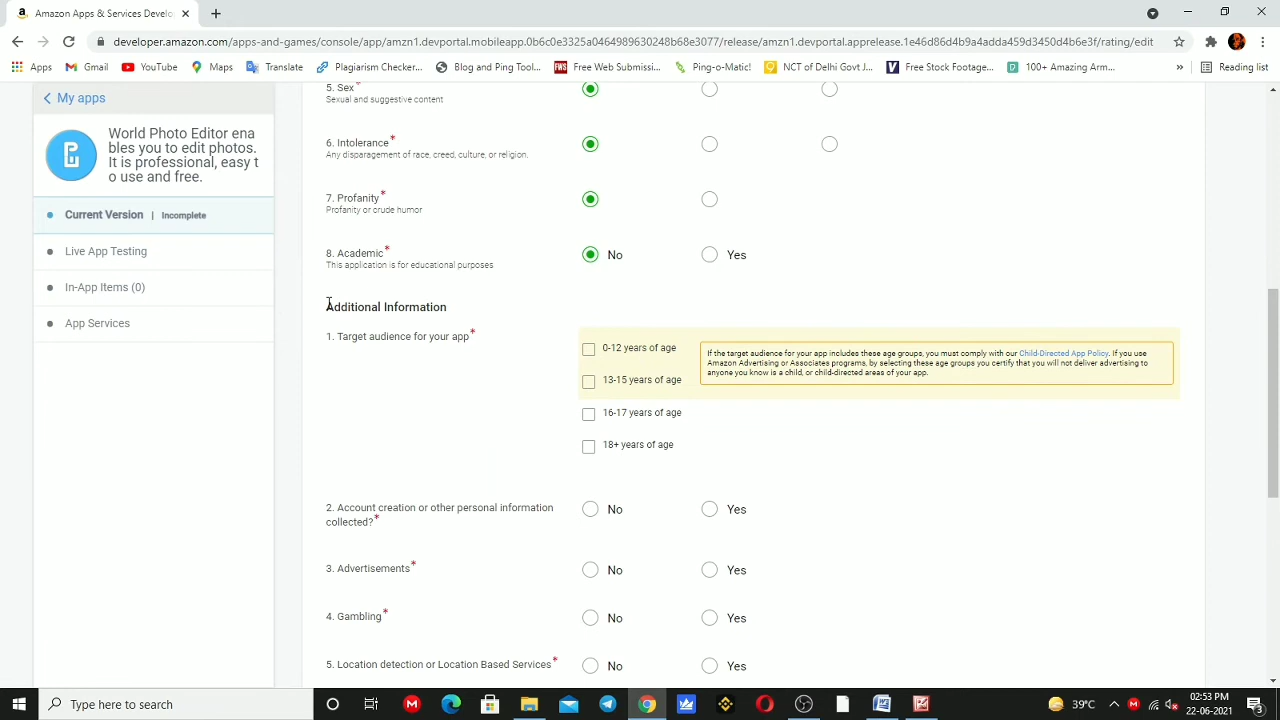 Amazon Apps & Services Develo
developer.amazon.com/apps-and-games/console/app/amzn1.devportal.mobileapp.0b6c0e3325a0464989630248b68e3077/release/amzn1.devportal.apprelease.1e46d86d4b9a4adda459d3450d4b6e3f/rating/edit
Apps Gmail YouTube Maps Translate Plagiarism Checker... Blog and Ping Tool... Free Web Submissi... Ping-o-Matic! NCT of Delhi Govt J... Free Stock Footage... 100+ Amazing Arm... » Reading list
My apps
World Photo Editor ena
bles you to edit photos.
It is professional, easy t
o use and free.
Current Version | Incomplete
Live App Testing
In-App Items (0)
App Services
5. Sex*
Sexual and suggestive content
6. Intolerance*
Any disparagement of race, creed, culture, or religion.
7. Profanity*
Profanity or crude humor
8. Academic* No Yes
This application is for educational purposes
Additional Information
1. Target audience for your app*
0-12 years of age
13-15 years of age
16-17 years of age
18+ years of age
If the target audience for your app includes these age groups, you must comply with our Child-Directed App Policy. If you use
Amazon Advertising or Associates programs, by selecting these age groups you certify that you will not deliver advertising to
anyone you know is a child, or child-directed areas of your app.
2. Account creation or other personal information
collected?* No Yes
3. Advertisements* No Yes
4. Gambling* No Yes
5. Location detection or Location Based Services* No Yes
Type here to search
39°C
02:53 PM
22-06-2021